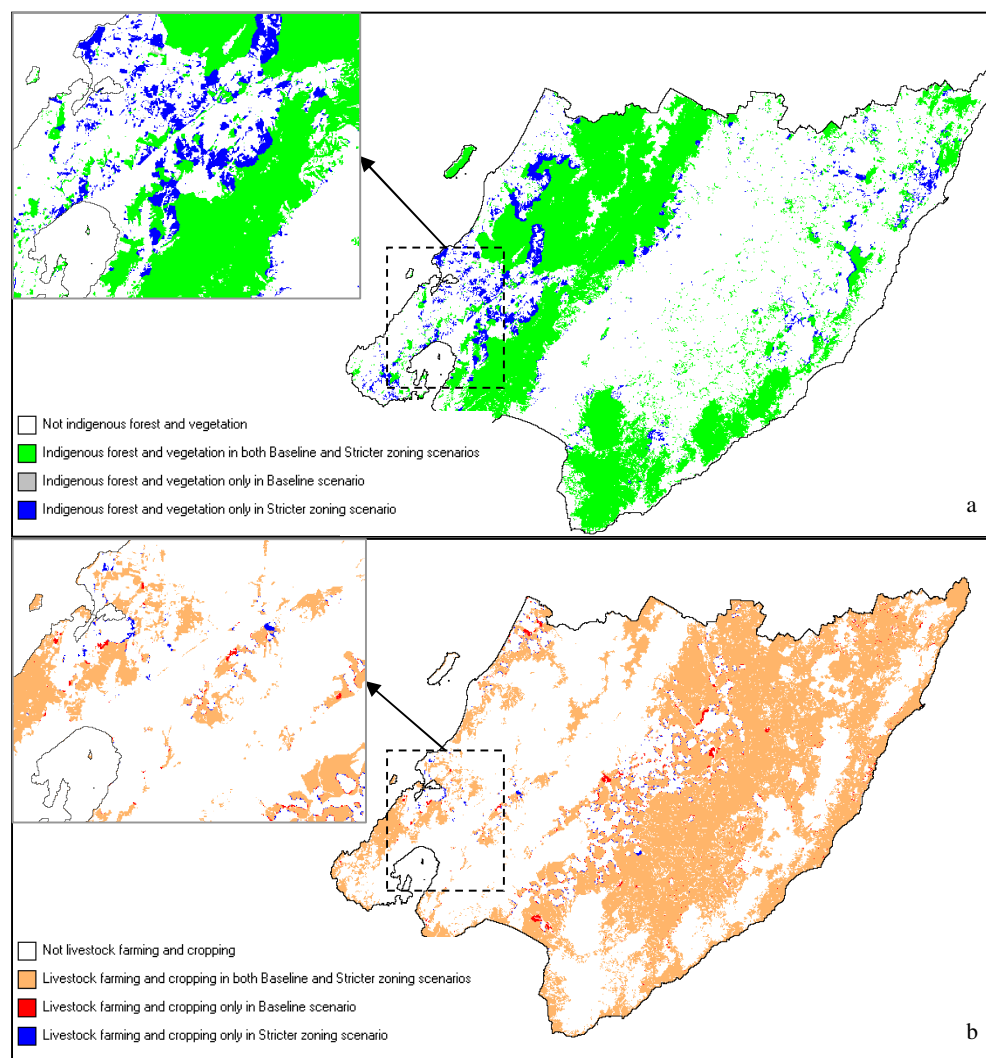 Not indigenous forest and vegetation
Indigenous forest and vegetation in both Baseline and Stricter zoning scenarios
Indigenous forest and vegetation only in Baseline scenario
Indigenous forest and vegetation only in Stricter zoning scenario
a
Not livestock farming and cropping
Livestock farming and cropping in both Baseline and Stricter zoning scenarios
Livestock farming and cropping only in Baseline scenario
Livestock farming and cropping only in Stricter zoning scenario
b